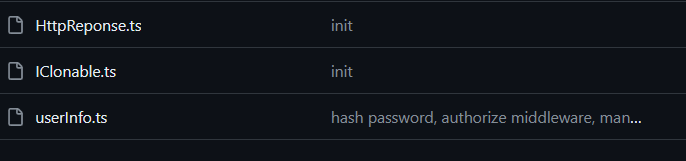 HttpReponse.ts init
IClonable.ts init
userInfo.ts hash password, authorize middleware, man...